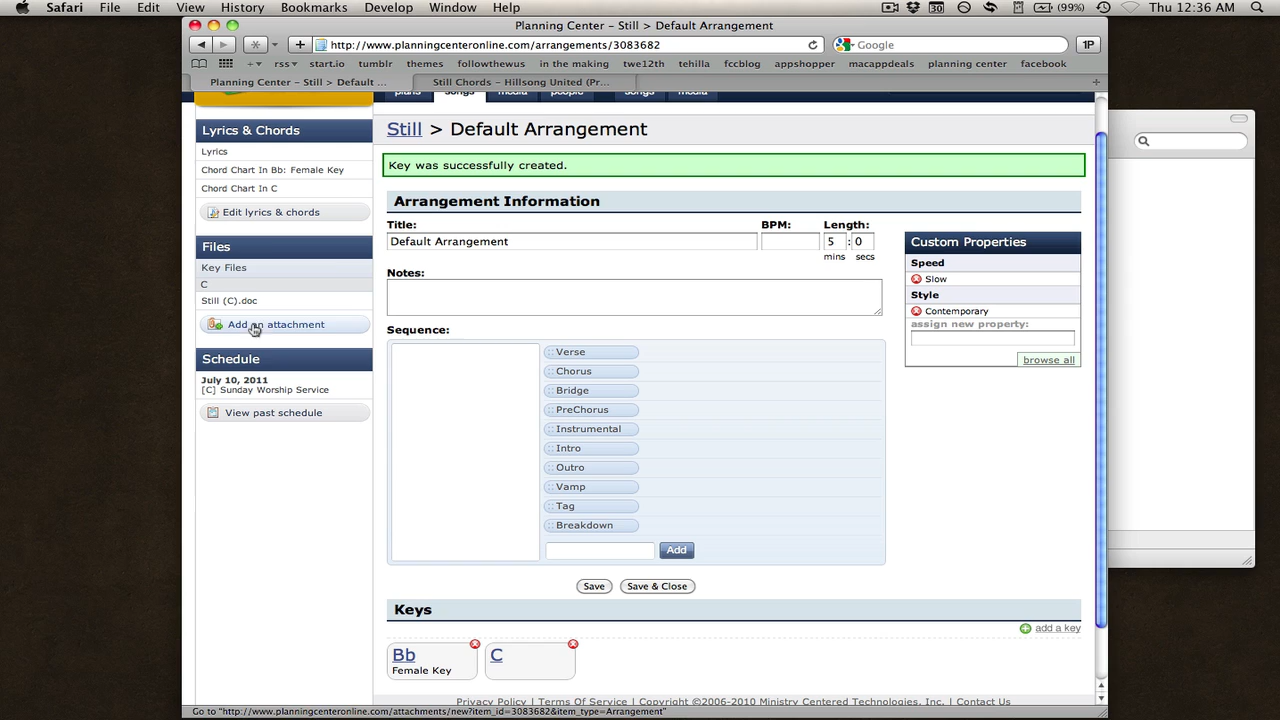 Safari File Edit View History Bookmarks Develop Window Help
30 (99%) Thu 12:36 AM
Planning Center - Still > Default Arrangement
http://www.planningcenteronline.com/arrangements/3083682
Google
1P
rss start.io tumblr themes followthewus in the making twe12th tehilla fccblog appshopper macappdeals planning center facebook
Planning Center - Still > Default ...
Still Chords – Hillsong United (Pr...
plans songs media people songs media
Lyrics & Chords
Lyrics
Chord Chart In Bb: Female Key
Chord Chart In C
Edit lyrics & chords
Files
Key Files
C
Still (C).doc
Add an attachment
Schedule
July 10, 2011
[C] Sunday Worship Service
View past schedule
Still > Default Arrangement
Key was successfully created.
Arrangement Information
Title: BPM: Length:
Default Arrangement 5 : 0
mins secs
Notes:
Sequence:
Verse
Chorus
Bridge
PreChorus
Instrumental
Intro
Outro
Vamp
Tag
Breakdown
Add
Save Save & Close
Custom Properties
Speed
Slow
Style
Contemporary
assign new property:
browse all
Keys
add a key
Bb
Female Key
C
Privacy Policy | Terms Of Service | Copyright ©2006-2010 Ministry Centered Technologies, Inc. | Contact Us
Go to "http://www.planningcenteronline.com/attachments/new?item_id=3083682&item_type=Arrangement"